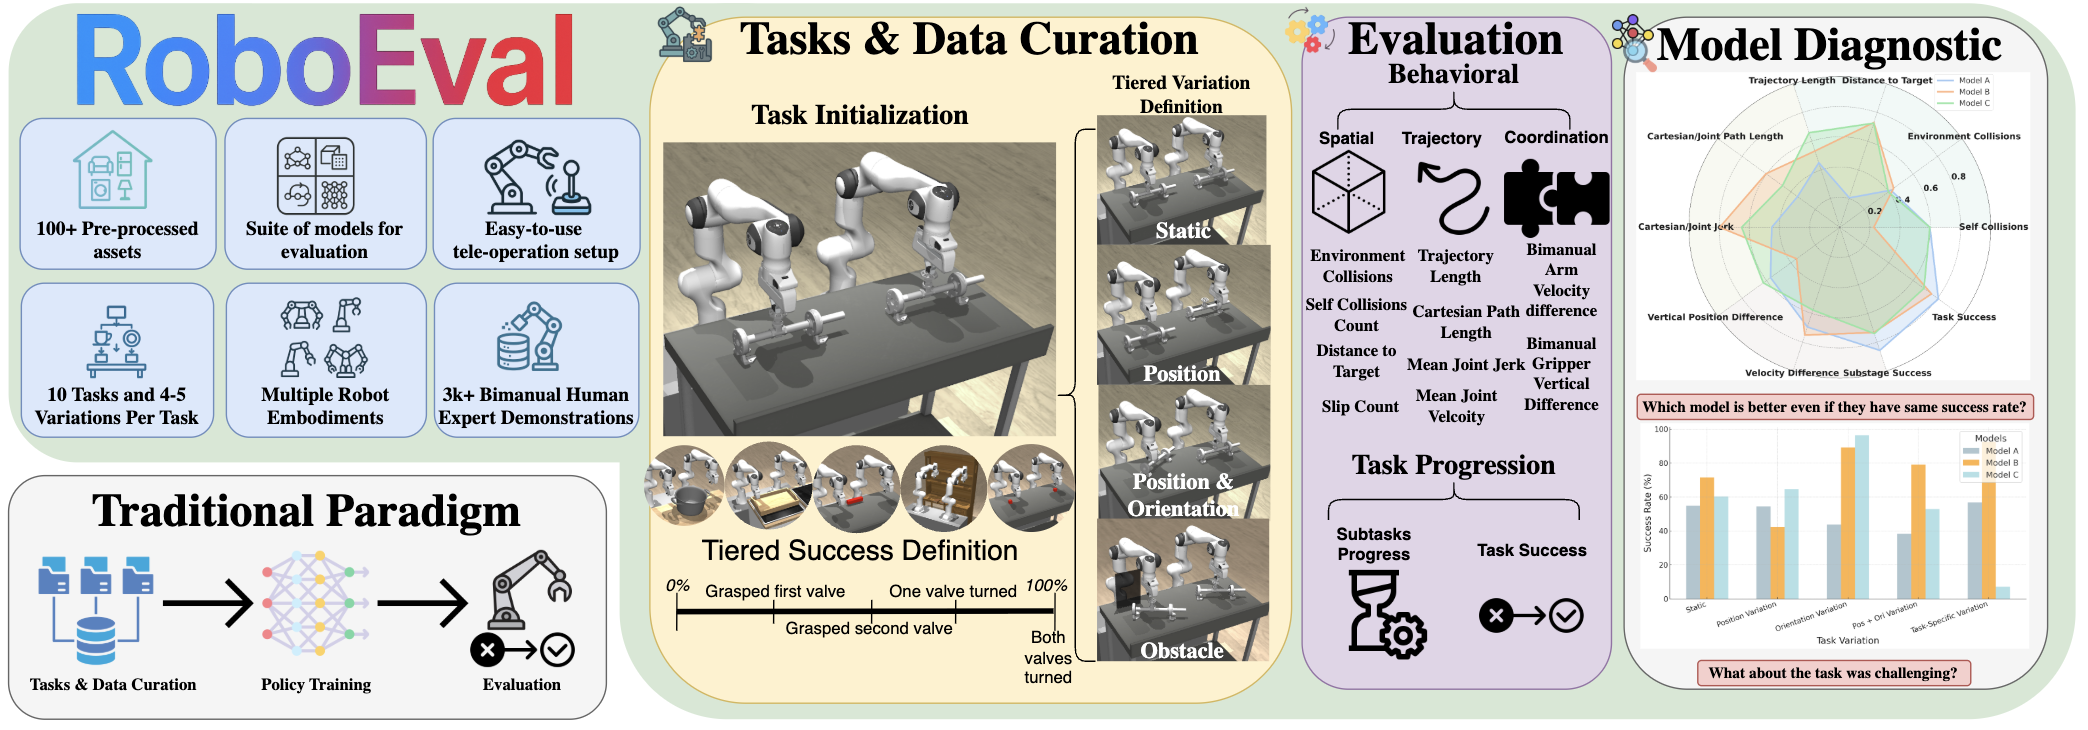 RoboEval
100+ Pre-processed
assets
Suite of models for
evaluation
Easy-to-use
tele-operation setup
10 Tasks and 4-5
Variations Per Task
Multiple Robot
Embodiments
3k+ Bimanual Human
Expert Demonstrations
Traditional Paradigm
Tasks & Data Curation
Policy Training
Evaluation
Tasks & Data Curation
Task Initialization
Tiered Variation
Definition
Static
Position
Position &
Orientation
Obstacle
Tiered Success Definition
0%
Grasped first valve
One valve turned
100%
Grasped second valve
Both
valves
turned
Evaluation
Behavioral
Spatial
Trajectory
Coordination
Environment
Collisions
Self Collisions
Count
Distance to
Target
Slip Count
Trajectory
Length
Cartesian Path
Length
Mean Joint Jerk
Mean Joint
Velcoity
Bimanual
Arm
Velocity
difference
Bimanual
Gripper
Vertical
Difference
Task Progression
Subtasks
Progress
Task Success
Model Diagnostic
Trajectory Length
Distance to Target
Model A
Model B
Model C
Cartesian/Joint Path Length
Environment Collisions
0.8
0.6
0.4
0.2
Cartesian/Joint Jerk
Self Collisions
Vertical Position Difference
Task Success
Velocity Difference
Substage Success
Which model is better even if they have same success rate?
100
80
60
40
20
0
Success Rate (%)
Models
Model A
Model B
Model C
Static
Position Variation
Orientation Variation
Pos + Ori Variation
Task-Specific Variation
Task Variation
What about the task was challenging?